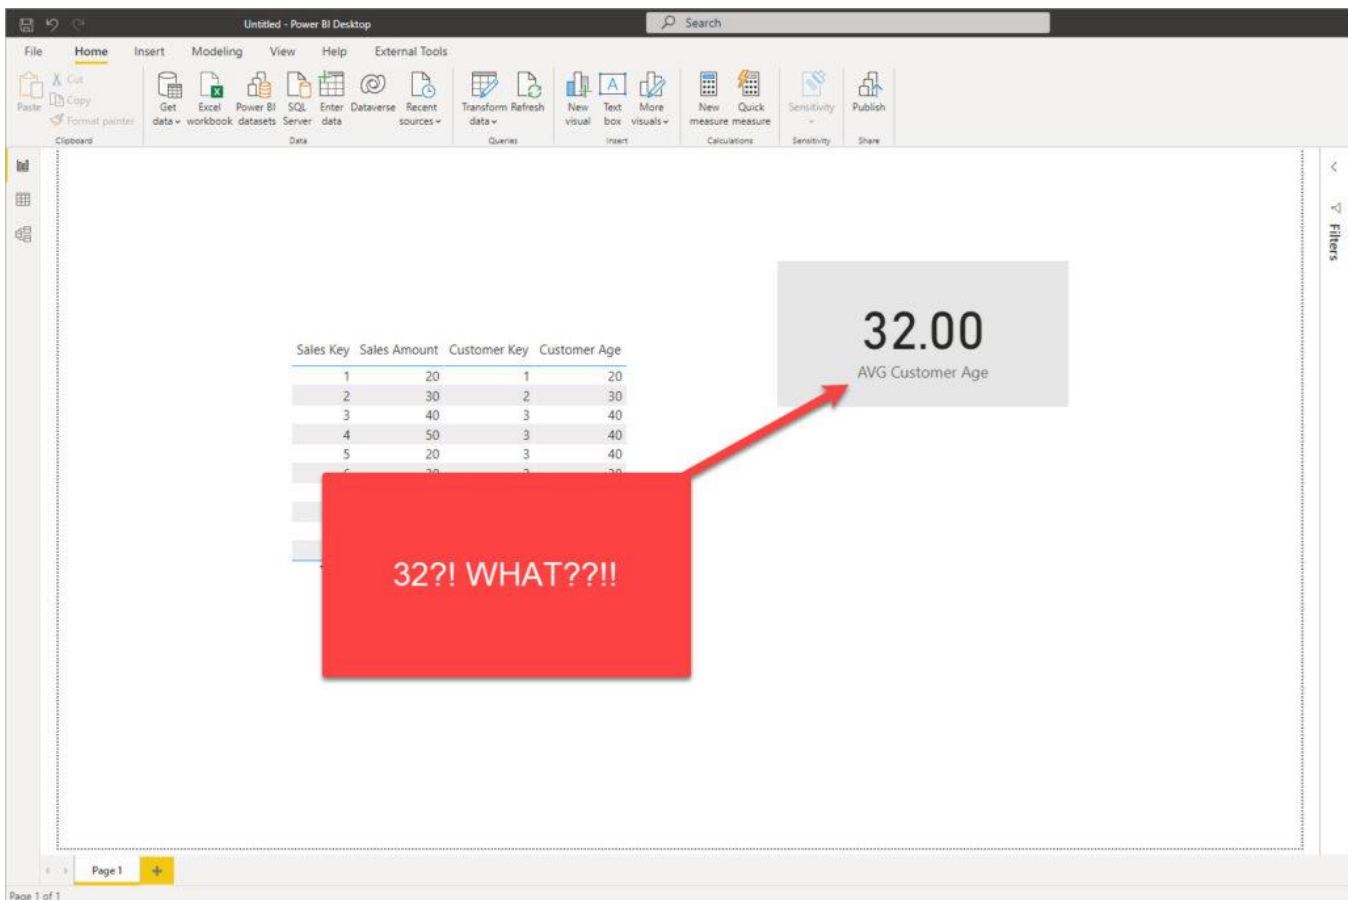 Untitled - Power BI Desktop
Search
File Home Insert Modeling View Help External Tools
Paste
Cut
Copy
Format painter
Get data
Excel workbook
Power BI datasets
SQL Server
Enter data
Dataverse
Recent sources
Transform data
Refresh
New visual
Text box
More visuals
New measure
Quick measure
Sensitivity
Publish
Clipboard Data Queries Insert Calculations Sensitivity Share
Filters
32.00
AVG Customer Age
Sales Key Sales Amount Customer Key Customer Age
1 20 1 20
2 30 2 30
3 40 3 40
4 50 3 40
5 20 3 40
32?! WHAT??!!
Page 1
Page 1 of 1